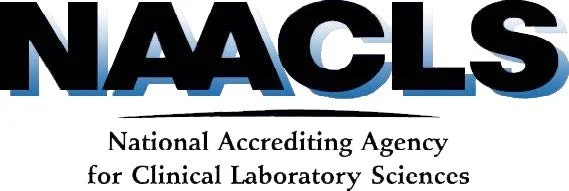 NAACLS
National Accrediting Agency
for Clinical Laboratory Sciences